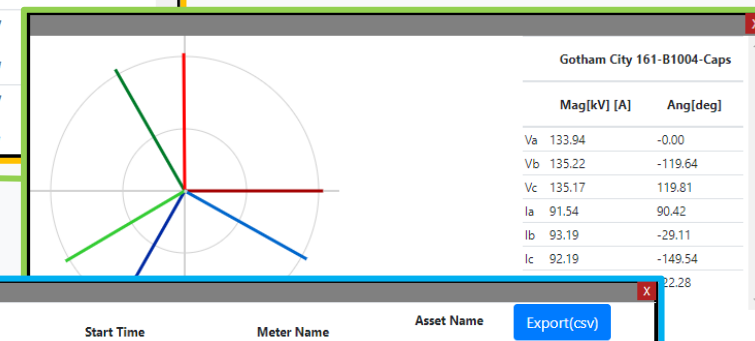 X
Gotham City 161-B1004-Caps
Mag[kV] [A] Ang[deg]
Va 133.94 -0.00
Vb 135.22 -119.64
Vc 135.17 119.81
Ia 91.54 90.42
Ib 93.19 -29.11
Ic 92.19 -149.54
22.28
X
Start Time Meter Name Asset Name Export(csv)